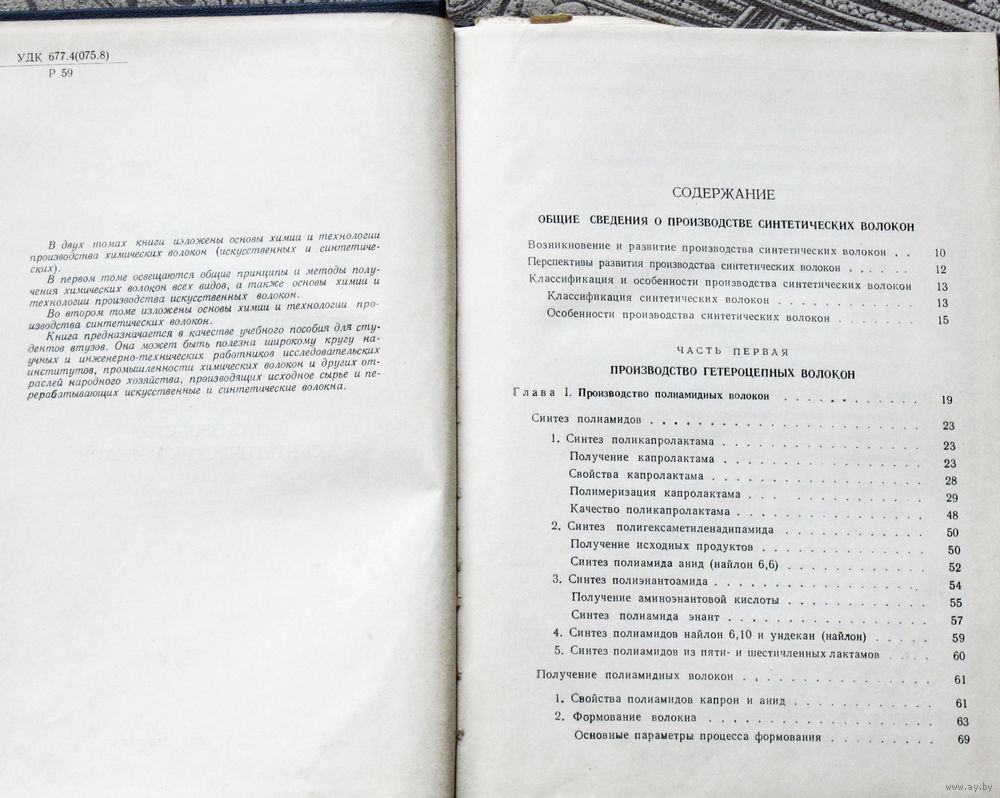 УДК 677.4(075.8)
Р 59
В двух томах книги изложены основы химии и технологии
производства химических волокон (искусственных и синтетиче-
ских).
В первом томе освещаются общие принципы и методы полу-
чения химических волокон всех видов, а также основы химии и
технологии производства искусственных волокон.
Во втором томе изложены основы химии и технологии про-
изводства синтетических волокон.
Книга предназначается в качестве учебного пособия для сту-
дентов втузов. Она может быть полезна широкому кругу на-
учных и инженерно-технических работников исследовательских
институтов, промышленности химических волокон и других от-
раслей народного хозяйства, производящих исходное сырье и пе-
рерабатывающих искусственные и синтетические волокна.
СОДЕРЖАНИЕ
ОБЩИЕ СВЕДЕНИЯ О ПРОИЗВОДСТВЕ СИНТЕТИЧЕСКИХ ВОЛОКОН
Возникновение и развитие производства синтетических волокон . . 10
Перспективы развития производства синтетических волокон . . . . . . 12
Классификация и особенности производства синтетических волокон 13
Классификация синтетических волокон . . . . . . . . . . . 13
Особенности производства синтетических волокон . . . . . . . 15
ЧАСТЬ ПЕРВАЯ
ПРОИЗВОДСТВО ГЕТЕРОЦЕПНЫХ ВОЛОКОН
Глава I. Производство полиамидных волокон . . . . . . . . . . . 19
Синтез полиамидов . . . . . . . . . . . . . . . . . . . . . 23
1. Синтез поликапролактама . . . . . . . . . . . . . . . . 23
Получение капролактама . . . . . . . . . . . . . . . . 23
Свойства капролактама . . . . . . . . . . . . . . . . . 28
Полимеризация капролактама . . . . . . . . . . . . . . 29
Качество поликапролактама . . . . . . . . . . . . . . . 48
2. Синтез полигексаметиленадипамида . . . . . . . . . . . 50
Получение исходных продуктов . . . . . . . . . . . . . 50
Синтез полиамида анид (найлон 6,6) . . . . . . . . . . . 52
3. Синтез полиэнантоамида . . . . . . . . . . . . . . . . . 54
Получение аминоэнантовой кислоты . . . . . . . . . . . 55
Синтез полиамида энант . . . . . . . . . . . . . . . . 57
4. Синтез полиамидов найлон 6,10 и ундекан (найлон) . . . . . 59
5. Синтез полиамидов из пяти- и шестичленных лактамов . . . . 60
Получение полиамидных волокон . . . . . . . . . . . . . . . 61
1. Свойства полиамидов капрон и анид . . . . . . . . . . . 61
2. Формование волокна . . . . . . . . . . . . . . . . . . 63
Основные параметры процесса формования . . . . . . . . . 69
www.ay.by